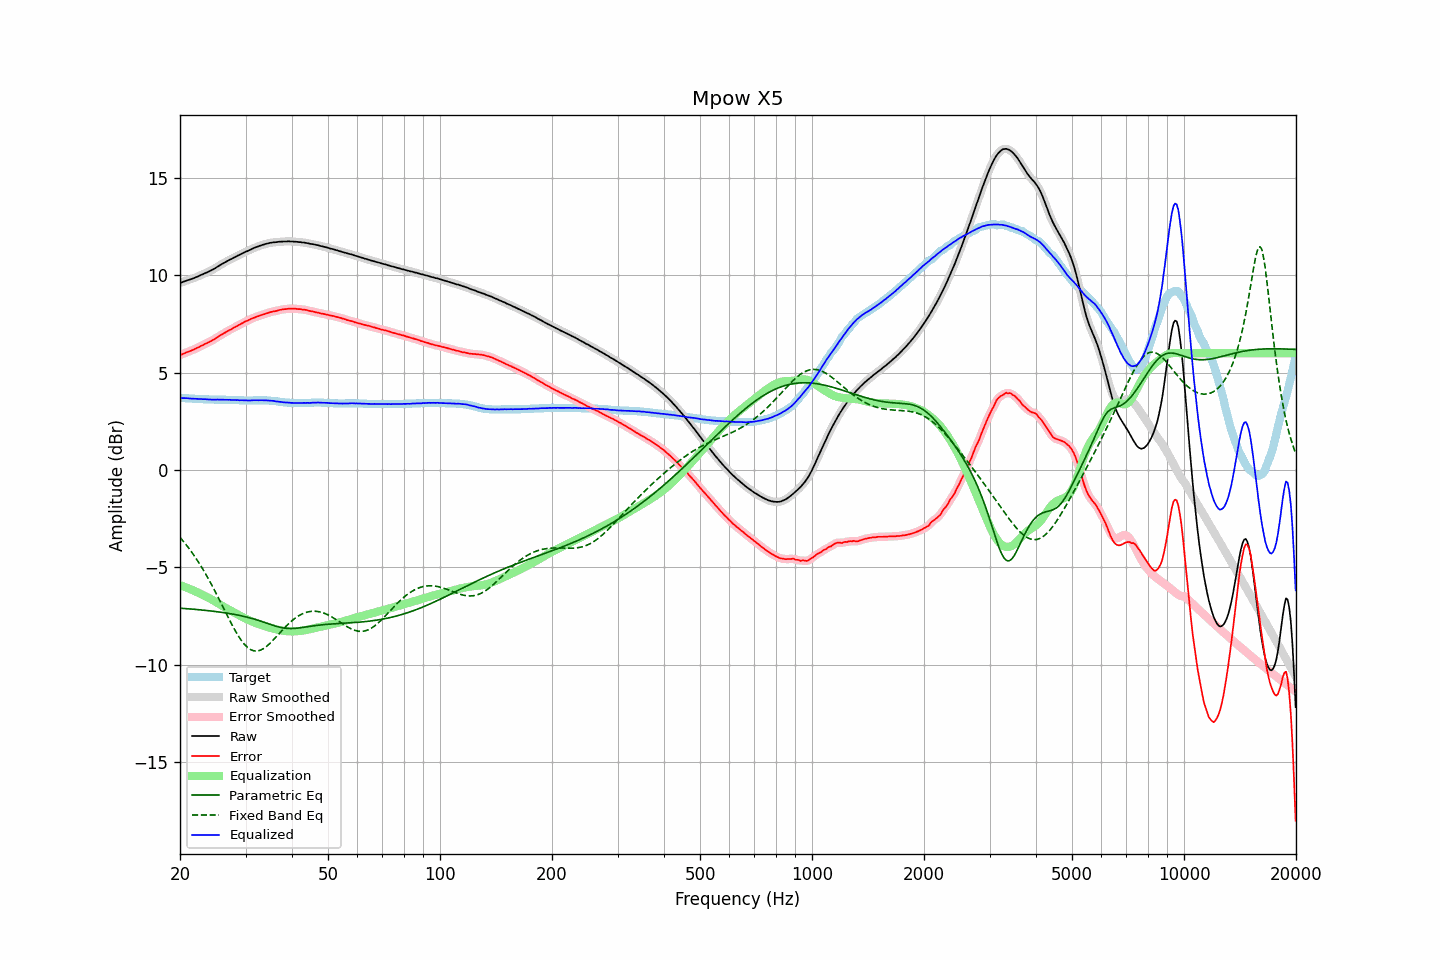 Mpow X5
Amplitude (dBr)
15
10
5
0
−5
−10
−15
Target
Raw Smoothed
Error Smoothed
Raw
Error
Equalization
Parametric Eq
Fixed Band Eq
Equalized
20 50 100 200 500 1000 2000 5000 10000 20000
Frequency (Hz)